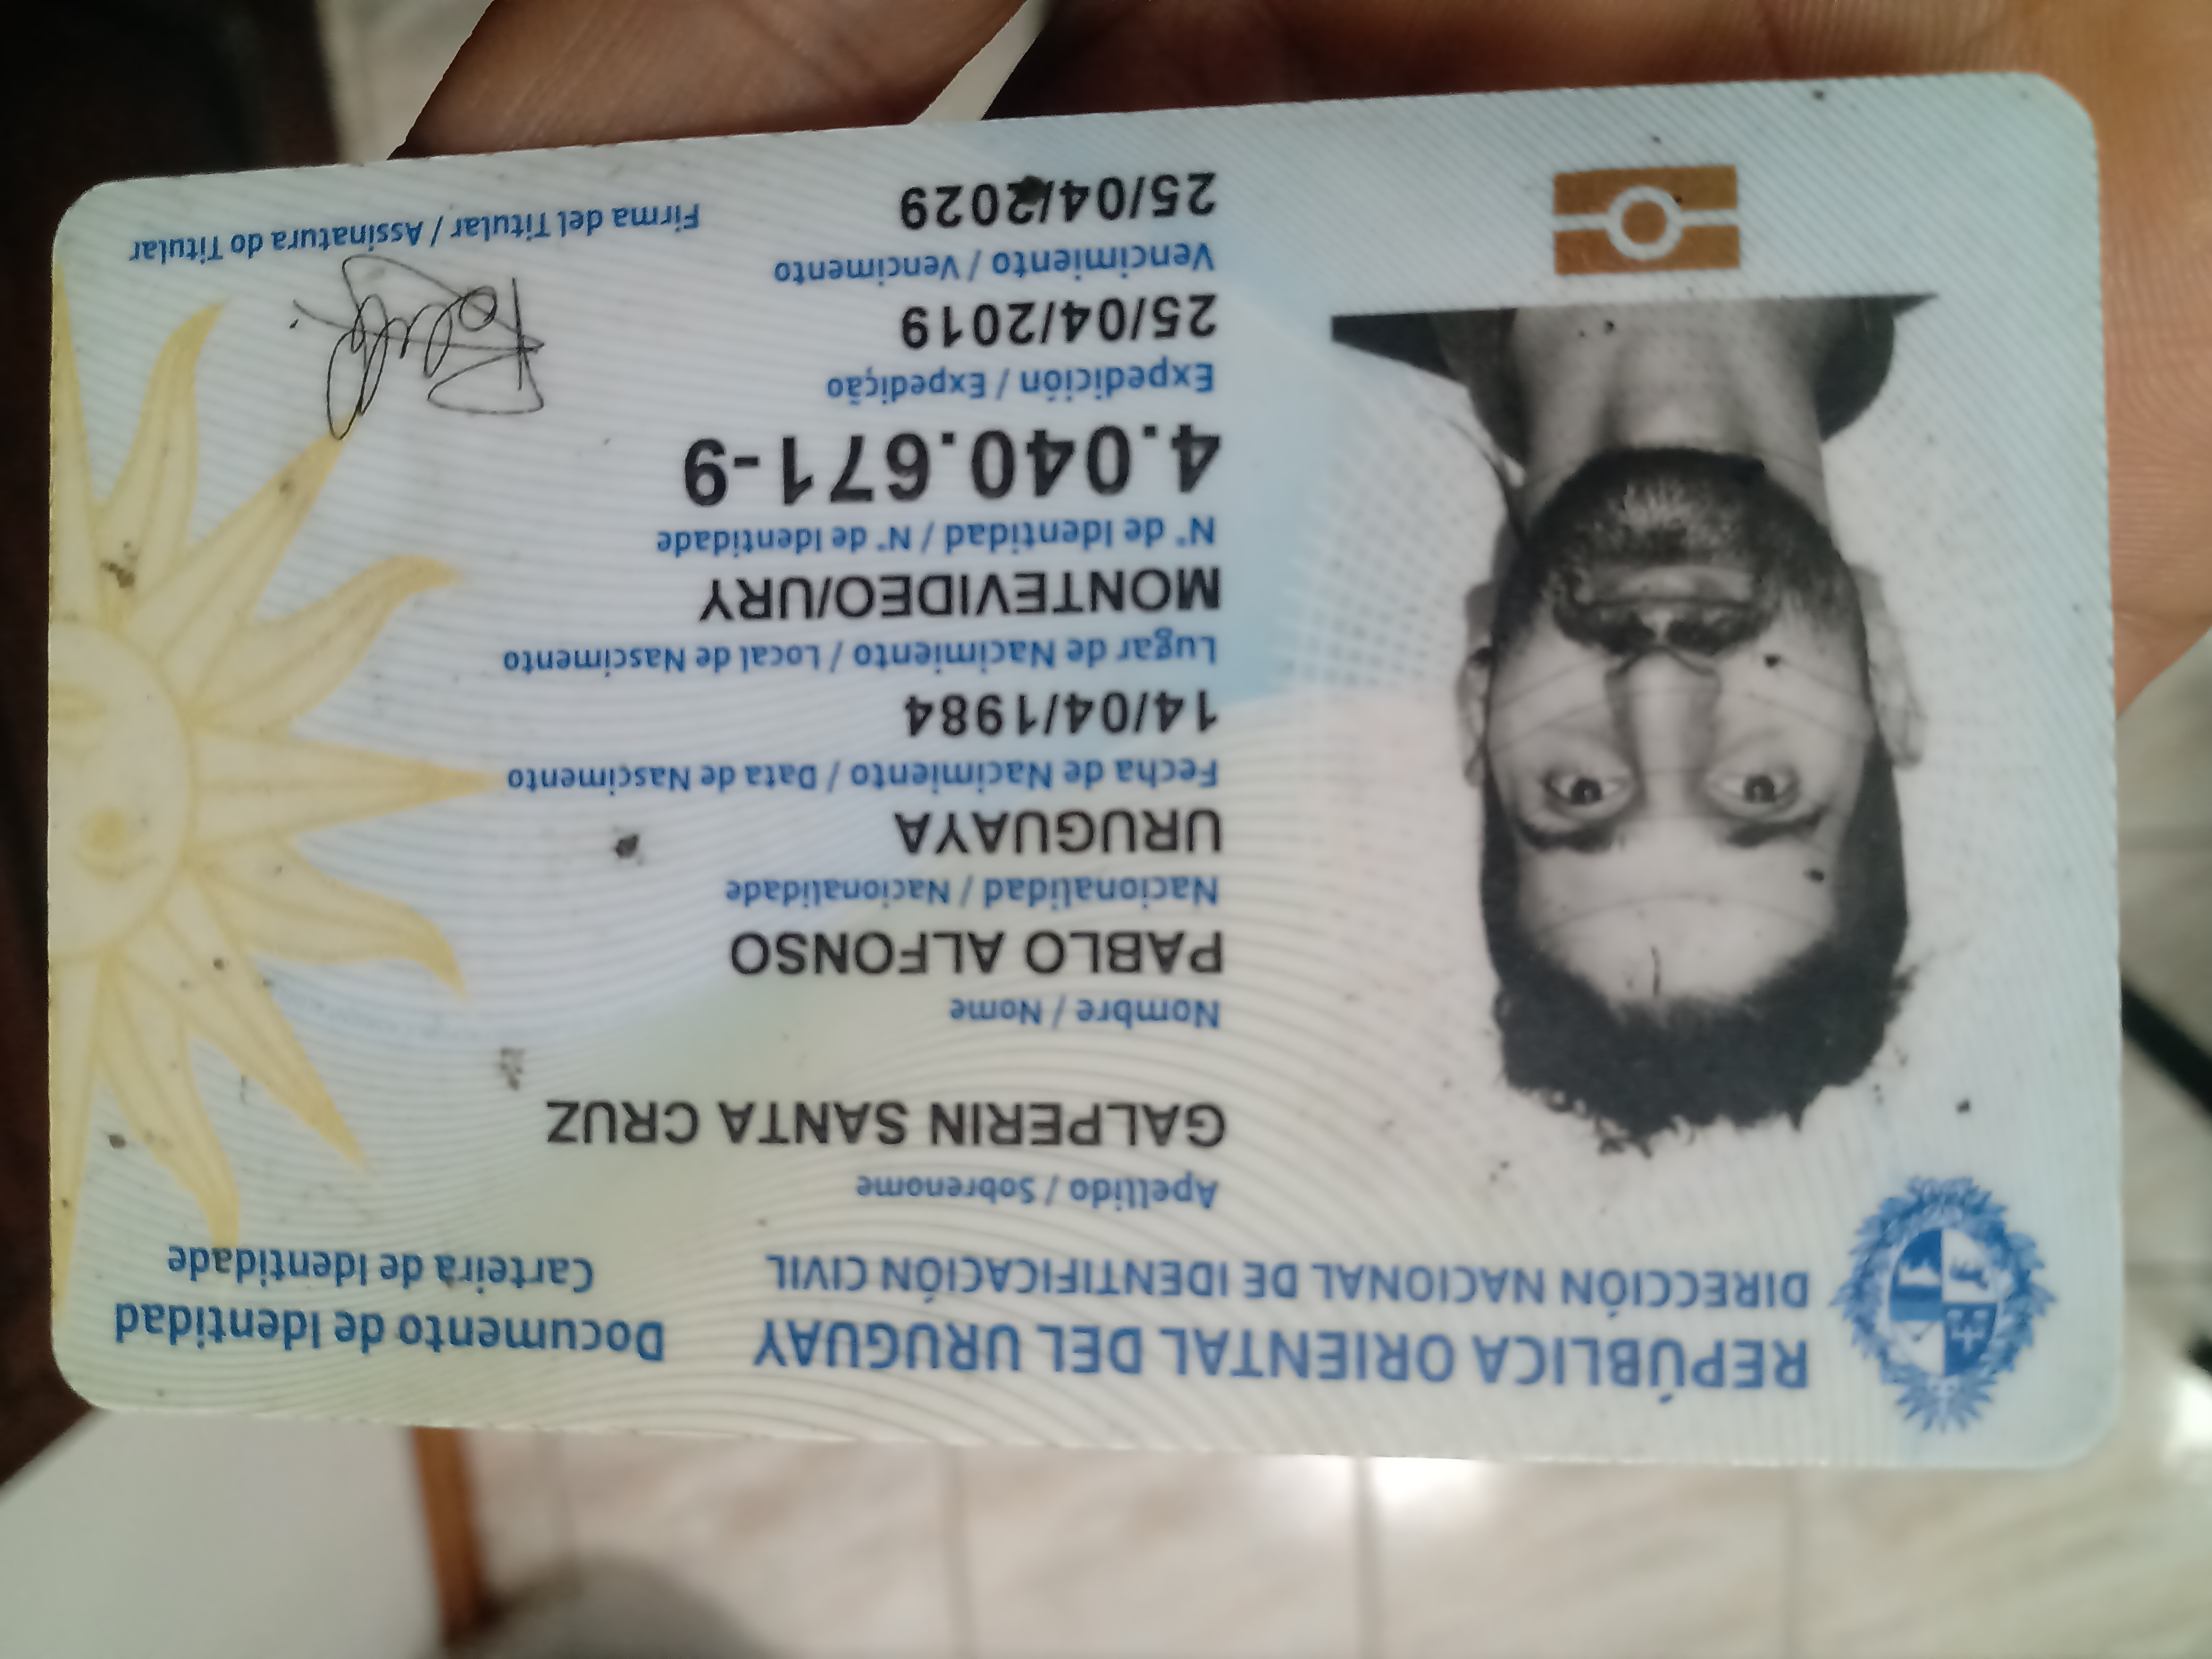 REPÚBLICA ORIENTAL DEL URUGUAY
DIRECCIÓN NACIONAL DE IDENTIFICACIÓN CIVIL
Documento de Identidad
Carteira de Identidade
Apellido / Sobrenome
GALPERIN SANTA CRUZ
Nombre / Nome
PABLO ALFONSO
Nacionalidad / Nacionalidade
URUGUAYA
Fecha de Nacimiento / Data de Nascimento
14/04/1984
Lugar de Nacimiento / Local de Nascimento
MONTEVIDEO/URY
N° de Identidad / N° de Identidade
4.040.671-9
Expedición / Expedição
25/04/2019
Vencimiento / Vencimento
25/04/2029
Firma del Titular / Assinatura do Titular